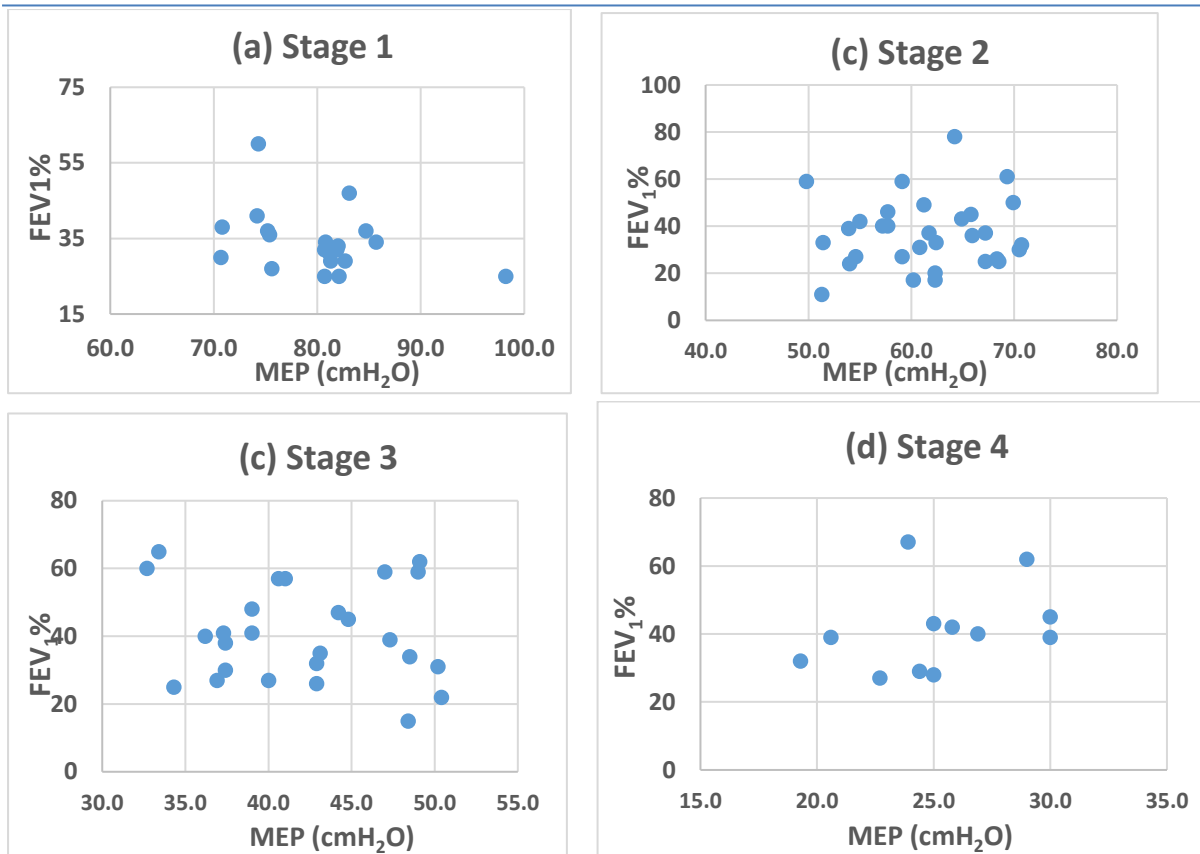 (a) Stage 1
FEV1%
75
55
35
15
60.0 70.0 80.0 90.0 100.0
MEP (cmH₂O)
(c) Stage 2
FEV₁%
100
80
60
40
20
0
40.0 50.0 60.0 70.0 80.0
MEP (cmH₂O)
(c) Stage 3
FEV₁%
80
60
40
20
0
30.0 35.0 40.0 45.0 50.0 55.0
MEP (cmH₂O)
(d) Stage 4
FEV₁%
80
60
40
20
0
15.0 20.0 25.0 30.0 35.0
MEP (cmH₂O)